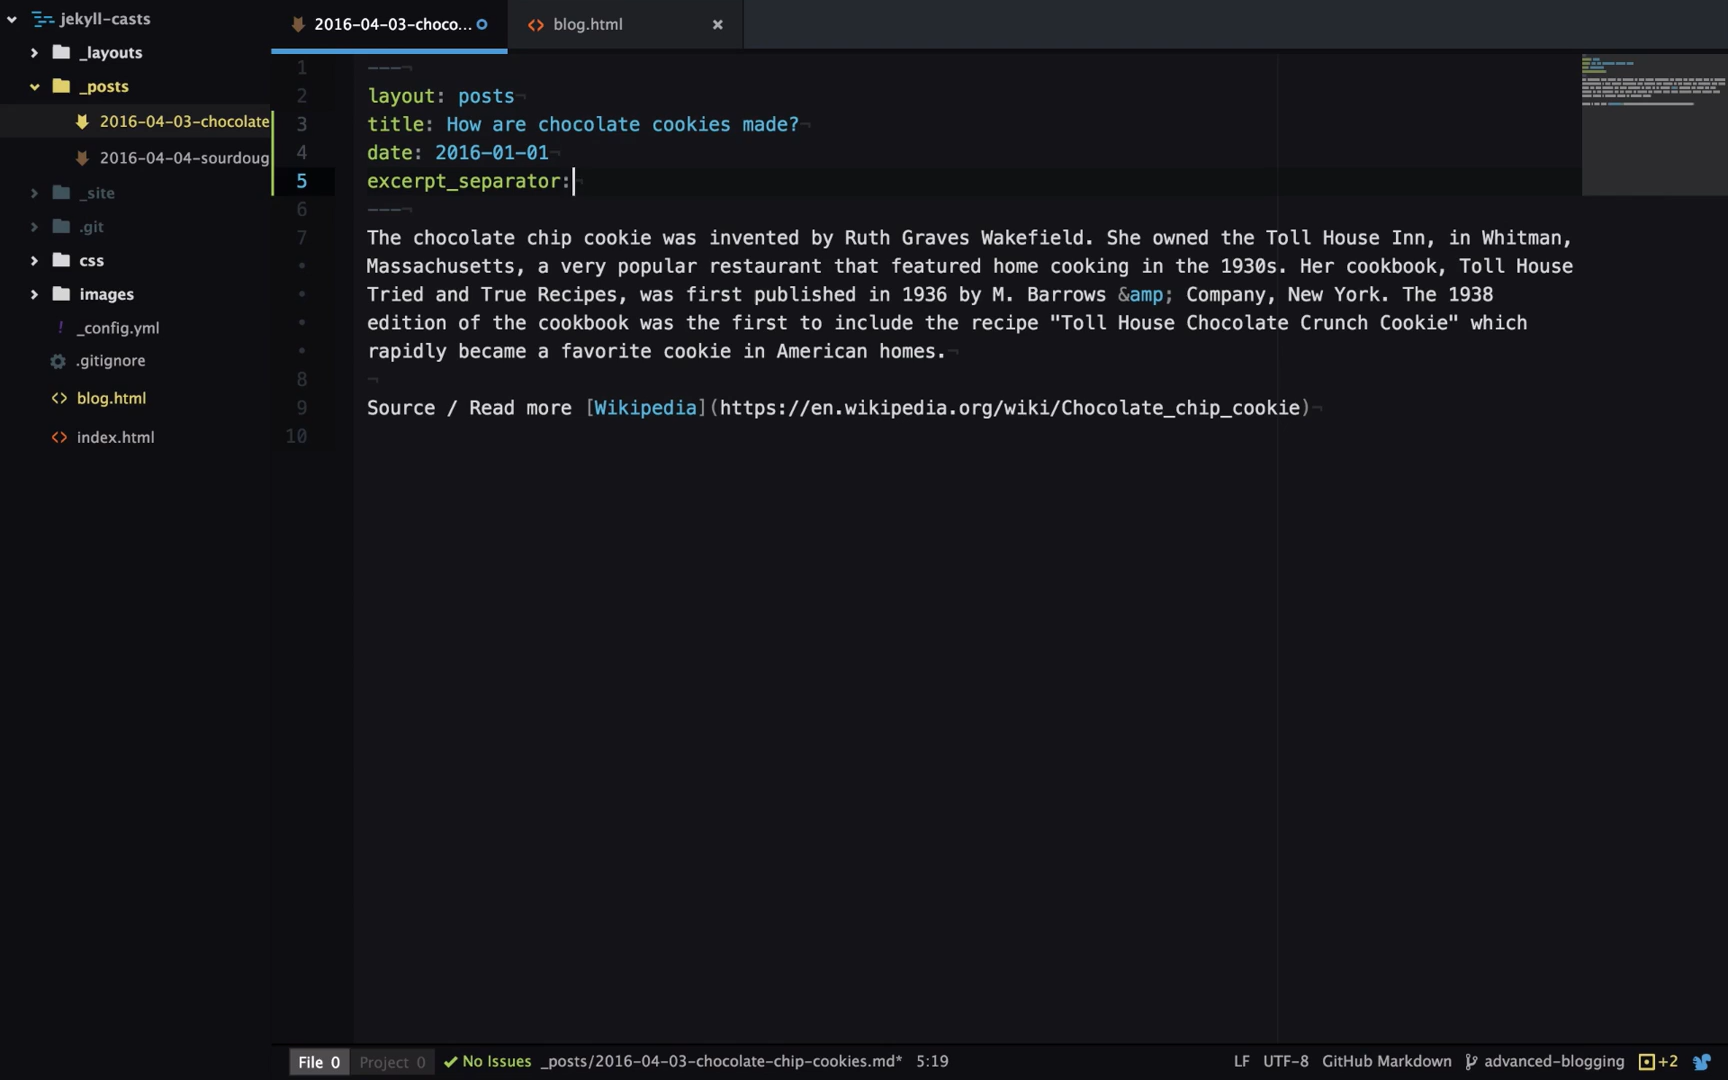 jekyll-casts
_layouts
_posts
2016-04-03-chocolate
2016-04-04-sourdoug
_site
.git
css
images
! _config.yml
.gitignore
<> blog.html
<> index.html
2016-04-03-choco...
<> blog.html ×
1 ---¬
2 layout: posts¬
3 title: How are chocolate cookies made?¬
4 date: 2016-01-01¬
5 excerpt_separator:¬
6 ---¬
7 The chocolate chip cookie was invented by Ruth Graves Wakefield. She owned the Toll House Inn, in Whitman,
• Massachusetts, a very popular restaurant that featured home cooking in the 1930s. Her cookbook, Toll House
• Tried and True Recipes, was first published in 1936 by M. Barrows &amp; Company, New York. The 1938
• edition of the cookbook was the first to include the recipe "Toll House Chocolate Crunch Cookie" which
• rapidly became a favorite cookie in American homes.¬
8 ¬
9 Source / Read more [Wikipedia](https://en.wikipedia.org/wiki/Chocolate_chip_cookie)¬
10
File 0 Project 0 No Issues _posts/2016-04-03-chocolate-chip-cookies.md* 5:19 LF UTF-8 GitHub Markdown advanced-blogging +2